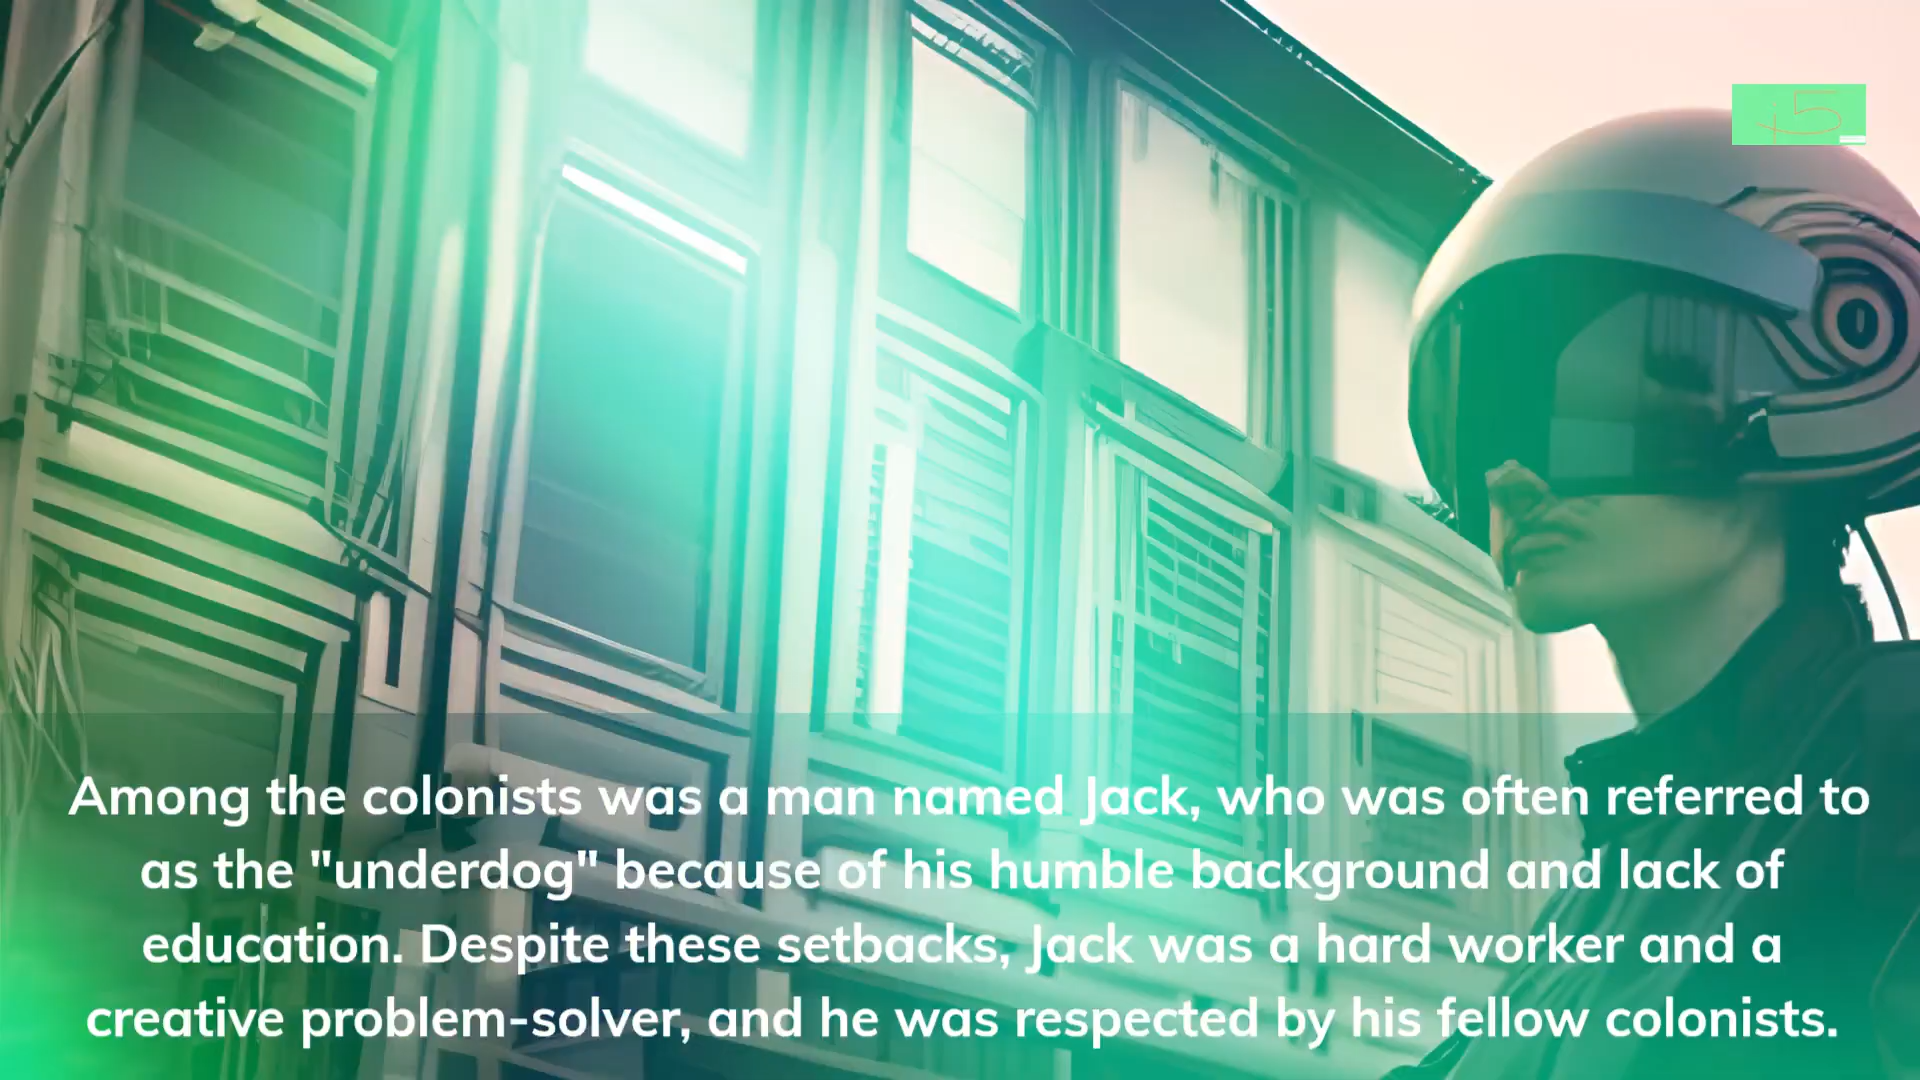 Among the colonists was a man named Jack, who was often referred to
as the "underdog" because of his humble background and lack of
education. Despite these setbacks, Jack was a hard worker and a
creative problem-solver, and he was respected by his fellow colonists.